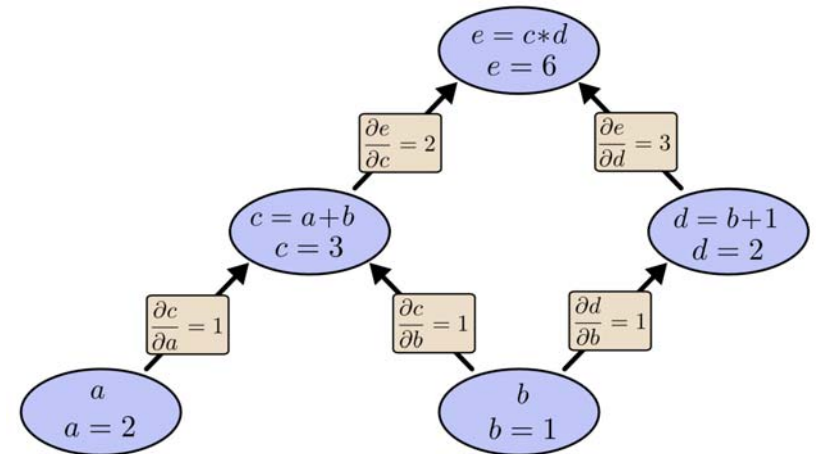 e = c*d
e = 6
∂e/∂c = 2
∂e/∂d = 3
c = a+b
c = 3
d = b+1
d = 2
∂c/∂a = 1
∂c/∂b = 1
∂d/∂b = 1
a
a = 2
b
b = 1